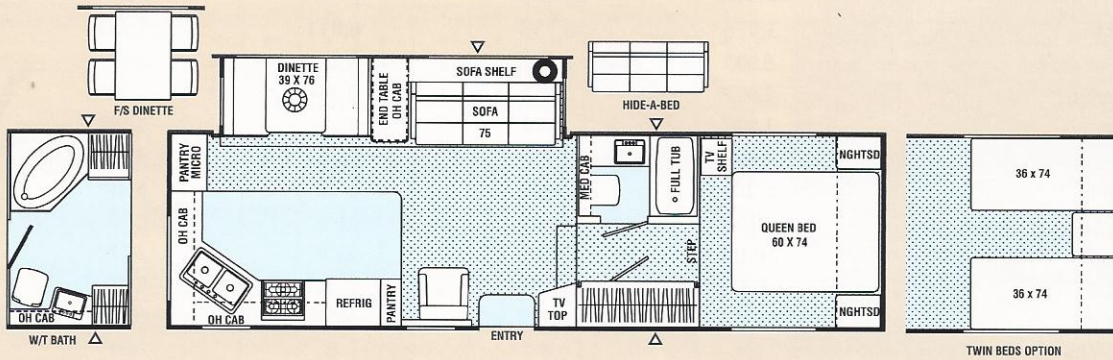 F/S DINETTE
DINETTE
39 X 76
END TABLE
OH CAB
SOFA SHELF
SOFA
75
HIDE-A-BED
W/T BATH
OH CAB
PANTRY
MICRO
OH CAB
OH CAB
REFRIG
PANTRY
ENTRY
TV
TOP
MED CAB
FULL TUB
STEP
TV
SHELF
NGHTSD
QUEEN BED
60 X 74
NGHTSD
36 x 74
36 x 74
TWIN BEDS OPTION